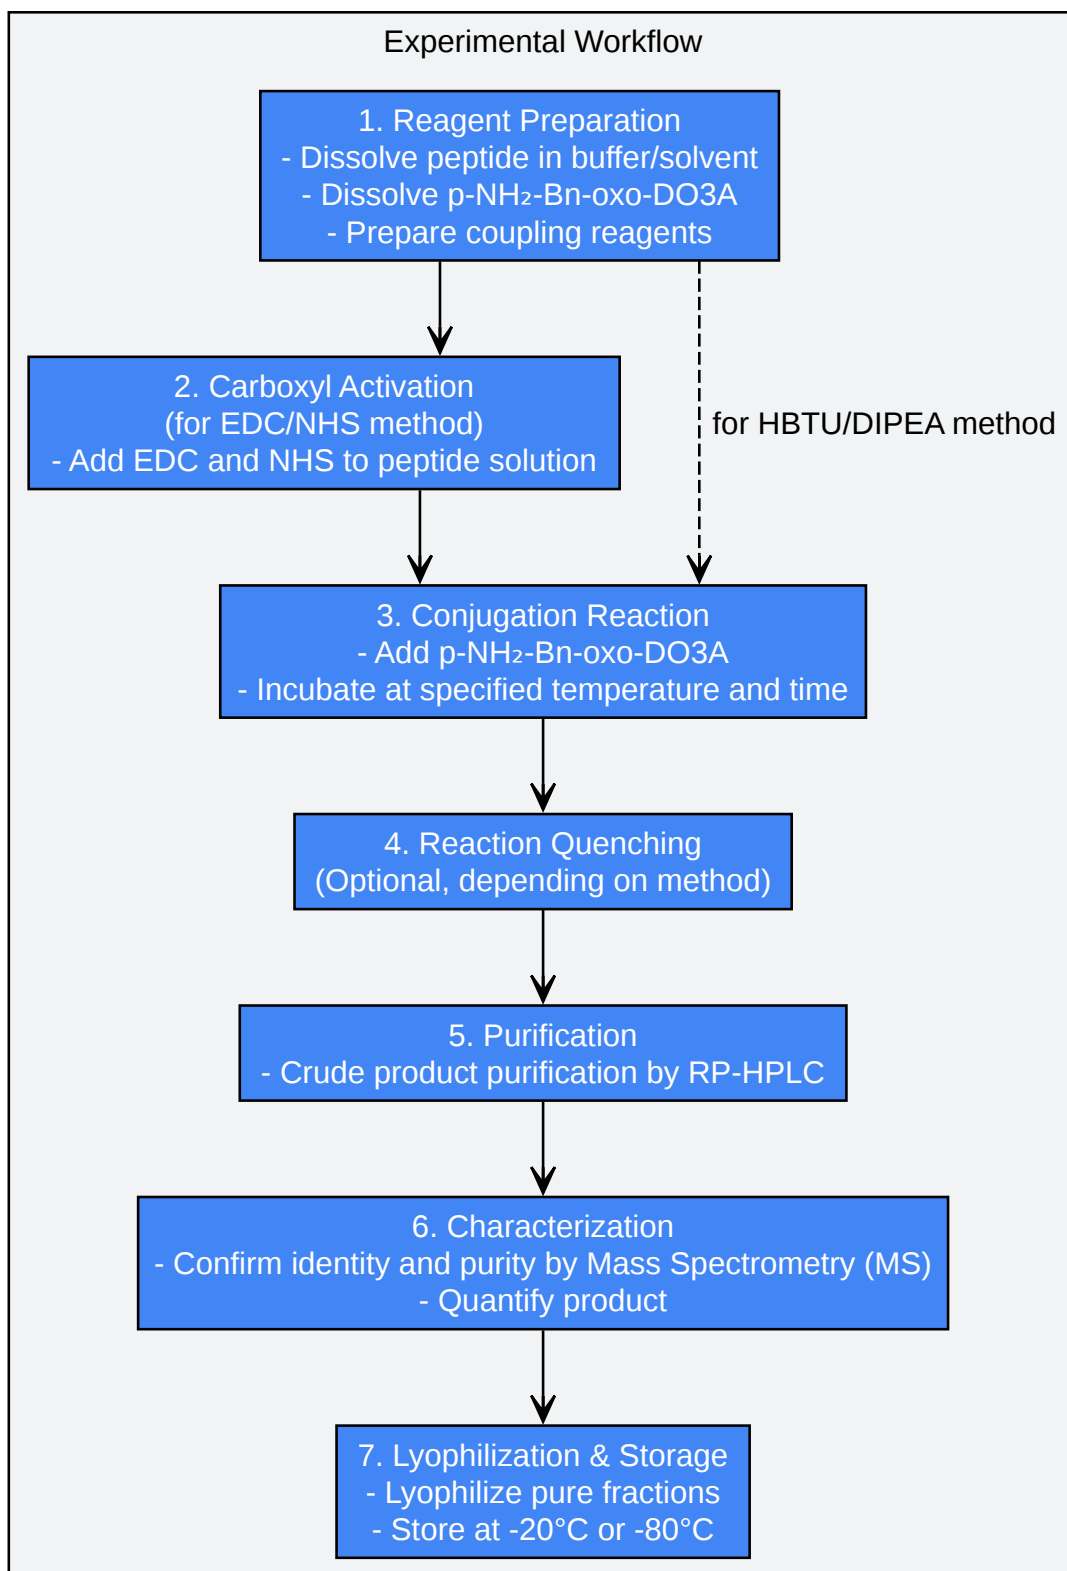 Experimental Workflow
1. Reagent Preparation
- Dissolve peptide in buffer/solvent
- Dissolve p-NH₂-Bn-oxo-DO3A
- Prepare coupling reagents
2. Carboxyl Activation
(for EDC/NHS method)
- Add EDC and NHS to peptide solution
for HBTU/DIPEA method
3. Conjugation Reaction
- Add p-NH₂-Bn-oxo-DO3A
- Incubate at specified temperature and time
4. Reaction Quenching
(Optional, depending on method)
5. Purification
- Crude product purification by RP-HPLC
6. Characterization
- Confirm identity and purity by Mass Spectrometry (MS)
- Quantify product
7. Lyophilization & Storage
- Lyophilize pure fractions
- Store at -20°C or -80°C